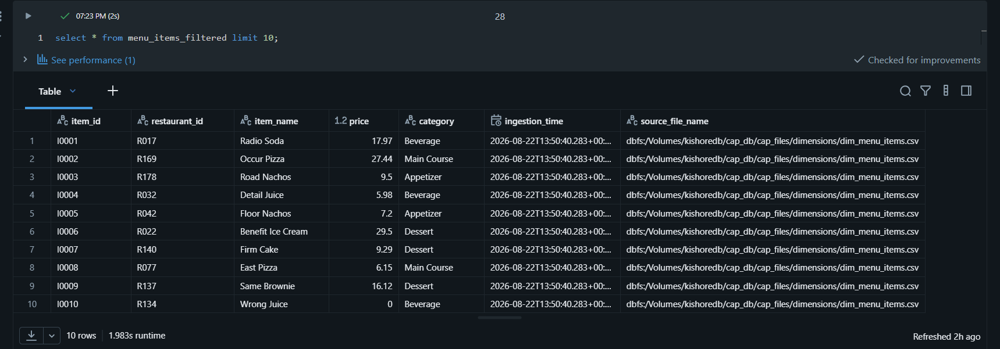 07:23 PM (2s)
28
1 select * from menu_items_filtered limit 10;
See performance (1)
Checked for improvements
Table
item_id restaurant_id item_name 1.2 price category ingestion_time source_file_name
1 I0001 R017 Radio Soda 17.97 Beverage 2026-08-22T13:50:40.283+00:... dbfs:/Volumes/kishoredb/cap_db/cap_files/dimensions/dim_menu_items.csv
2 I0002 R169 Occur Pizza 27.44 Main Course 2026-08-22T13:50:40.283+00:... dbfs:/Volumes/kishoredb/cap_db/cap_files/dimensions/dim_menu_items.csv
3 I0003 R178 Road Nachos 9.5 Appetizer 2026-08-22T13:50:40.283+00:... dbfs:/Volumes/kishoredb/cap_db/cap_files/dimensions/dim_menu_items.csv
4 I0004 R032 Detail Juice 5.98 Beverage 2026-08-22T13:50:40.283+00:... dbfs:/Volumes/kishoredb/cap_db/cap_files/dimensions/dim_menu_items.csv
5 I0005 R042 Floor Nachos 7.2 Appetizer 2026-08-22T13:50:40.283+00:... dbfs:/Volumes/kishoredb/cap_db/cap_files/dimensions/dim_menu_items.csv
6 I0006 R022 Benefit Ice Cream 29.5 Dessert 2026-08-22T13:50:40.283+00:... dbfs:/Volumes/kishoredb/cap_db/cap_files/dimensions/dim_menu_items.csv
7 I0007 R140 Firm Cake 9.29 Dessert 2026-08-22T13:50:40.283+00:... dbfs:/Volumes/kishoredb/cap_db/cap_files/dimensions/dim_menu_items.csv
8 I0008 R077 East Pizza 6.15 Main Course 2026-08-22T13:50:40.283+00:... dbfs:/Volumes/kishoredb/cap_db/cap_files/dimensions/dim_menu_items.csv
9 I0009 R137 Same Brownie 16.12 Dessert 2026-08-22T13:50:40.283+00:... dbfs:/Volumes/kishoredb/cap_db/cap_files/dimensions/dim_menu_items.csv
10 I0010 R134 Wrong Juice 0 Beverage 2026-08-22T13:50:40.283+00:... dbfs:/Volumes/kishoredb/cap_db/cap_files/dimensions/dim_menu_items.csv
10 rows 1.983s runtime
Refreshed 2h ago